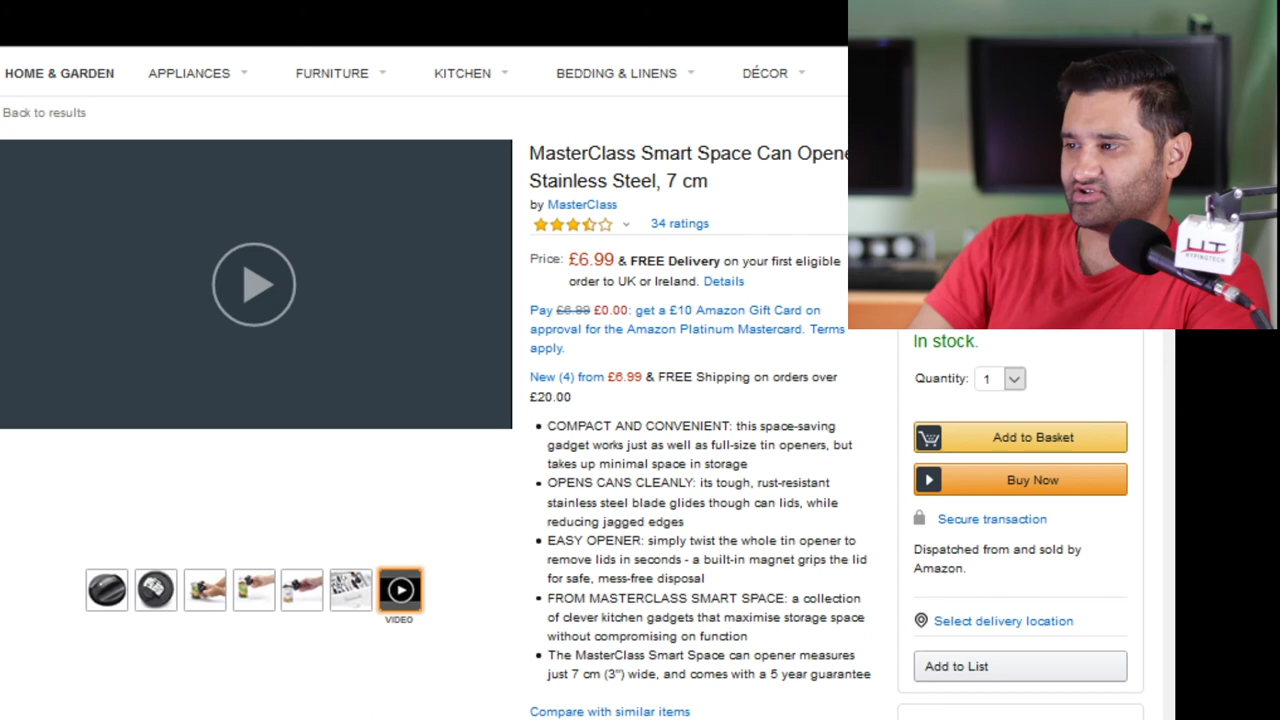 HOME & GARDEN
APPLIANCES
FURNITURE
KITCHEN
BEDDING & LINENS
DÉCOR
Back to results
MasterClass Smart Space Can Opene
Stainless Steel, 7 cm
by MasterClass
34 ratings
Price: £6.99 & FREE Delivery on your first eligible
order to UK or Ireland. Details
Pay £6.99 £0.00: get a £10 Amazon Gift Card on
approval for the Amazon Platinum Mastercard. Terms
apply.
New (4) from £6.99 & FREE Shipping on orders over
£20.00
• COMPACT AND CONVENIENT: this space-saving
gadget works just as well as full-size tin openers, but
takes up minimal space in storage
• OPENS CANS CLEANLY: its tough, rust-resistant
stainless steel blade glides though can lids, while
reducing jagged edges
• EASY OPENER: simply twist the whole tin opener to
remove lids in seconds - a built-in magnet grips the lid
for safe, mess-free disposal
• FROM MASTERCLASS SMART SPACE: a collection
of clever kitchen gadgets that maximise storage space
without compromising on function
• The MasterClass Smart Space can opener measures
just 7 cm (3") wide, and comes with a 5 year guarantee
Compare with similar items
VIDEO
In stock.
Quantity: 1
Add to Basket
Buy Now
Secure transaction
Dispatched from and sold by
Amazon.
Select delivery location
Add to List